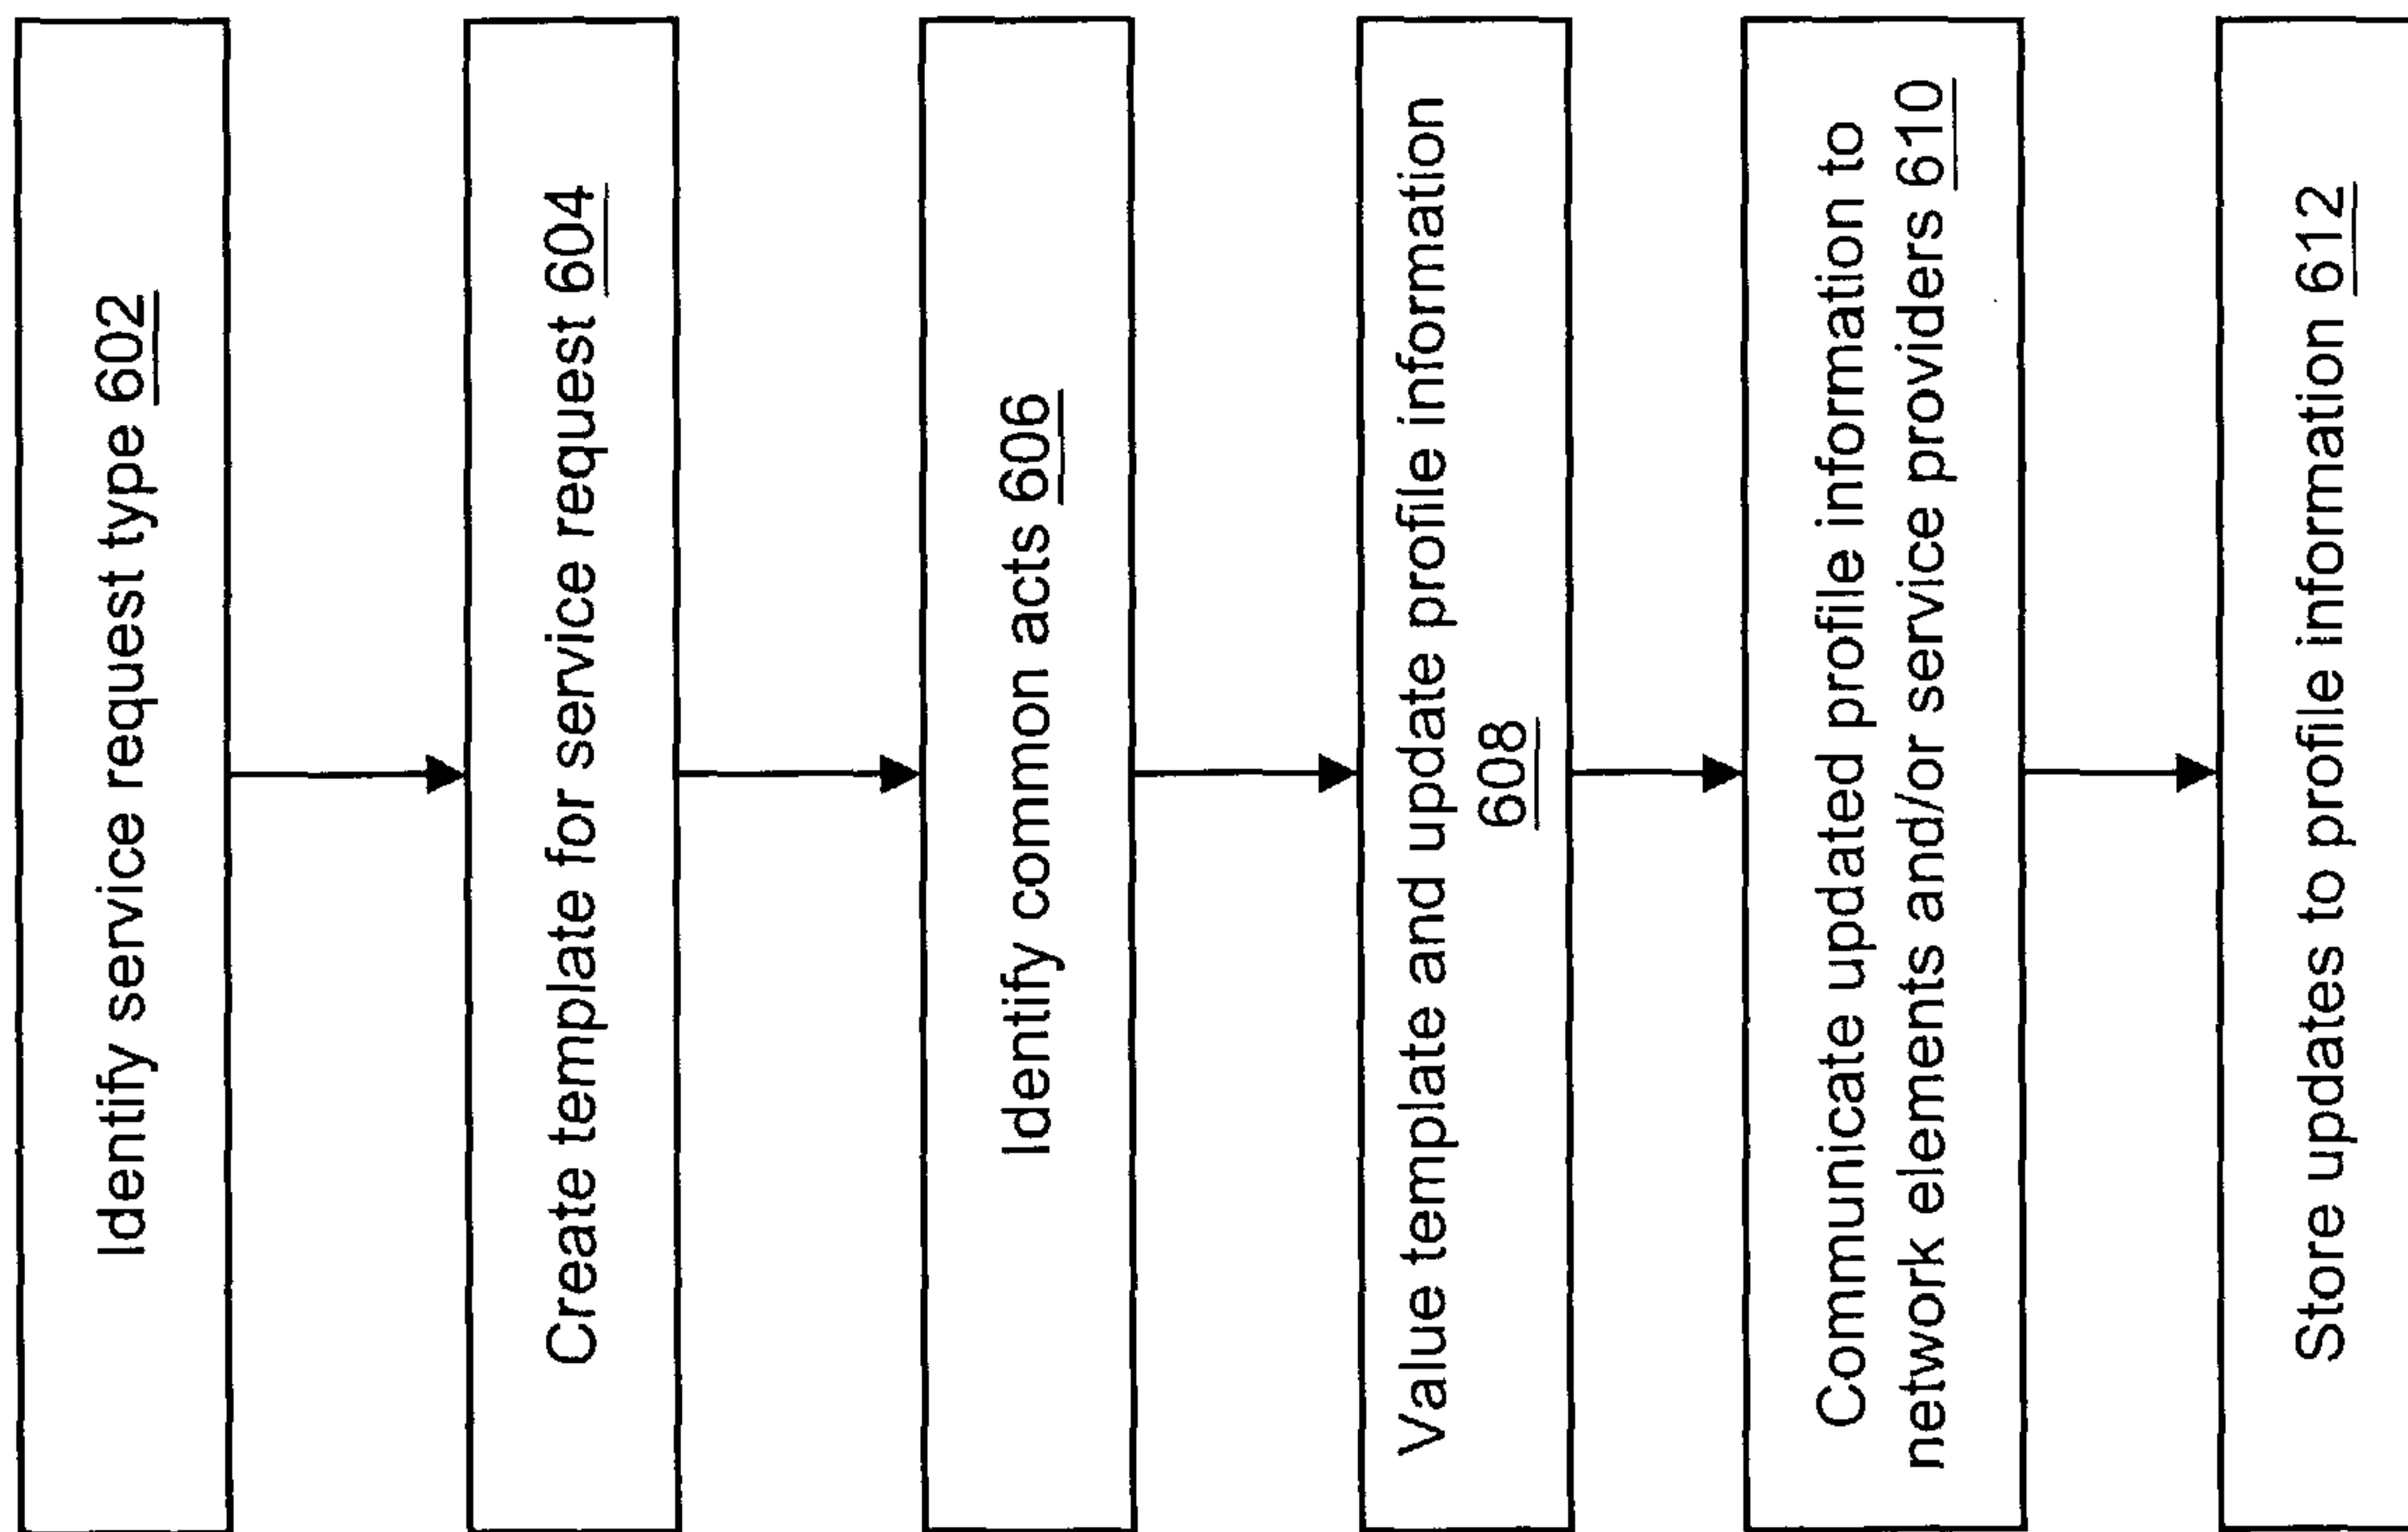 Identify service request type 602
Create template for service request 604
Identify common acts 606
Value template and update profile information
608
Communicate updated profile information to
network elements and/or service providers 610
Store updates to profile information 612